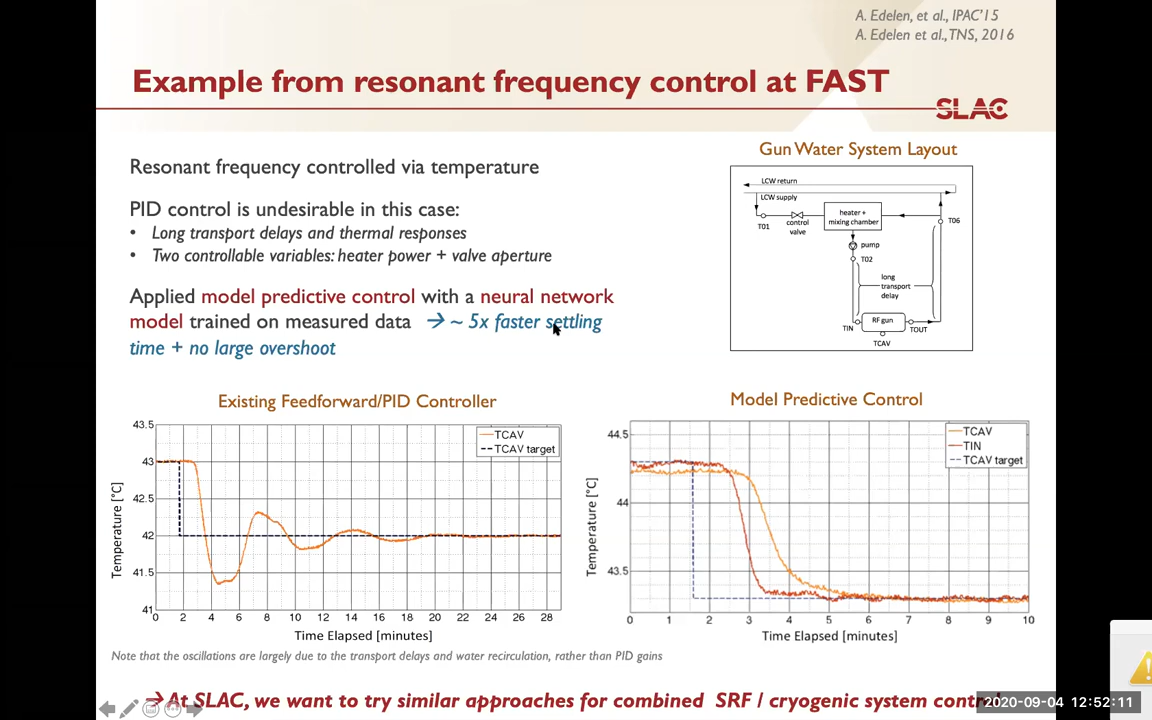 A. Edelen, et al., IPAC'15
A. Edelen et al., TNS, 2016
Example from resonant frequency control at FAST
SLAC
Resonant frequency controlled via temperature
PID control is undesirable in this case:
• Long transport delays and thermal responses
• Two controllable variables: heater power + valve aperture
Applied model predictive control with a neural network
model trained on measured data → ~ 5x faster settling
time + no large overshoot
Gun Water System Layout
LCW return
LCW supply
T01
control
valve
heater +
mixing chamber
T06
pump
T02
long
transport
delay
TIN
RF gun
TOUT
TCAV
Existing Feedforward/PID Controller
TCAV
TCAV target
43.5
43
42.5
42
41.5
41
Temperature [°C]
0 2 4 6 8 10 12 14 16 18 20 22 24 26 28
Time Elapsed [minutes]
Model Predictive Control
TCAV
TIN
TCAV target
44.5
44
43.5
Temperature [°C]
0 1 2 3 4 5 6 7 8 9 10
Time Elapsed [minutes]
Note that the oscillations are largely due to the transport delays and water recirculation, rather than PID gains
→ At SLAC, we want to try similar approaches for combined SRF / cryogenic system
2020-09-04 12:52:11